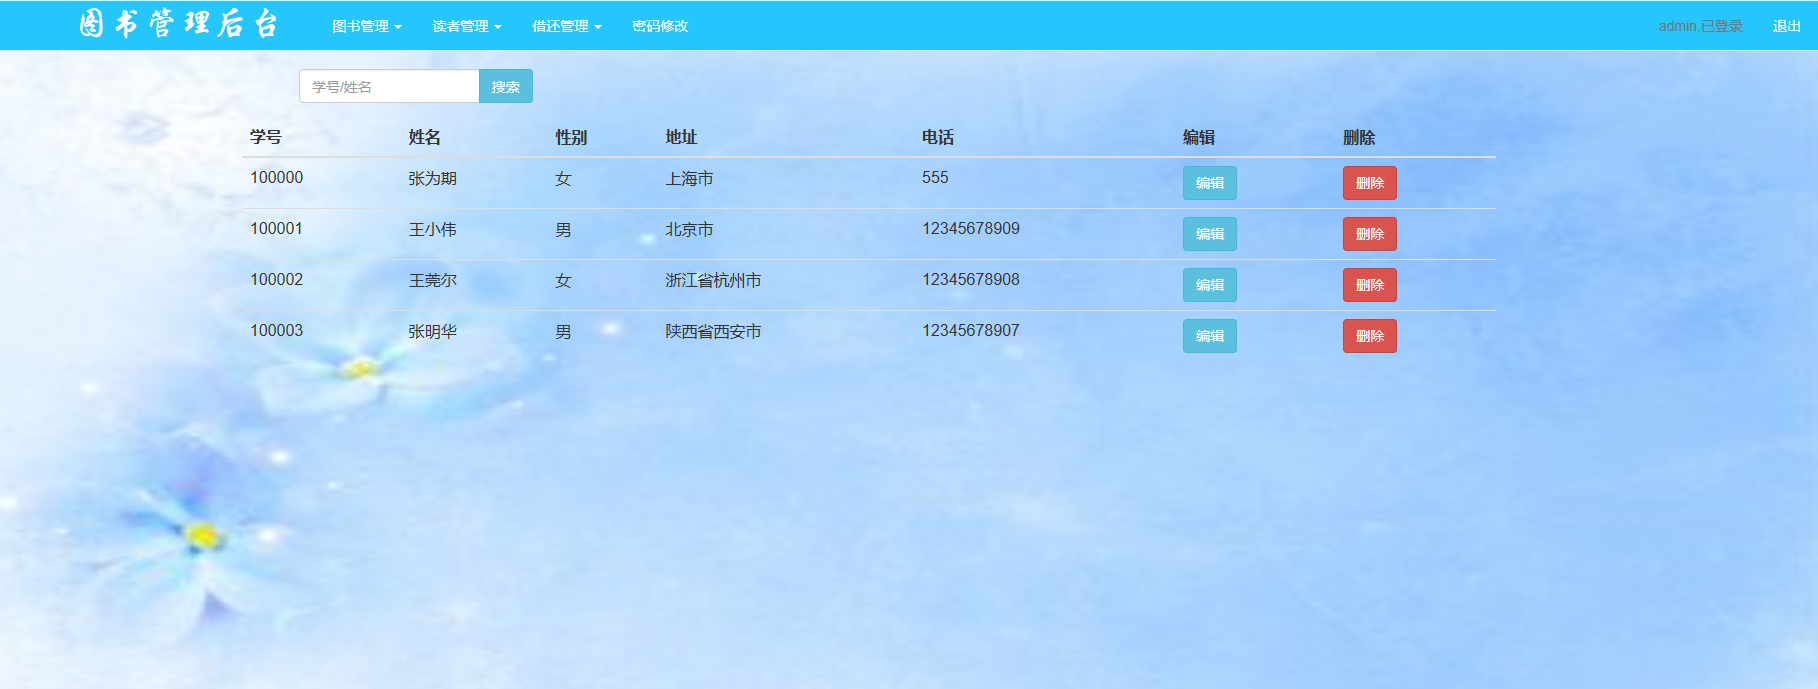 图书管理后台 图书管理 读者管理 借还管理 密码修改 admin,已登录 退出
学号/姓名 搜索
学号 姓名 性别 地址 电话 编辑 删除
100000 张为期 女 上海市 555 编辑 删除
100001 王小伟 男 北京市 12345678909 编辑 删除
100002 王莞尔 女 浙江省杭州市 12345678908 编辑 删除
100003 张明华 男 陕西省西安市 12345678907 编辑 删除